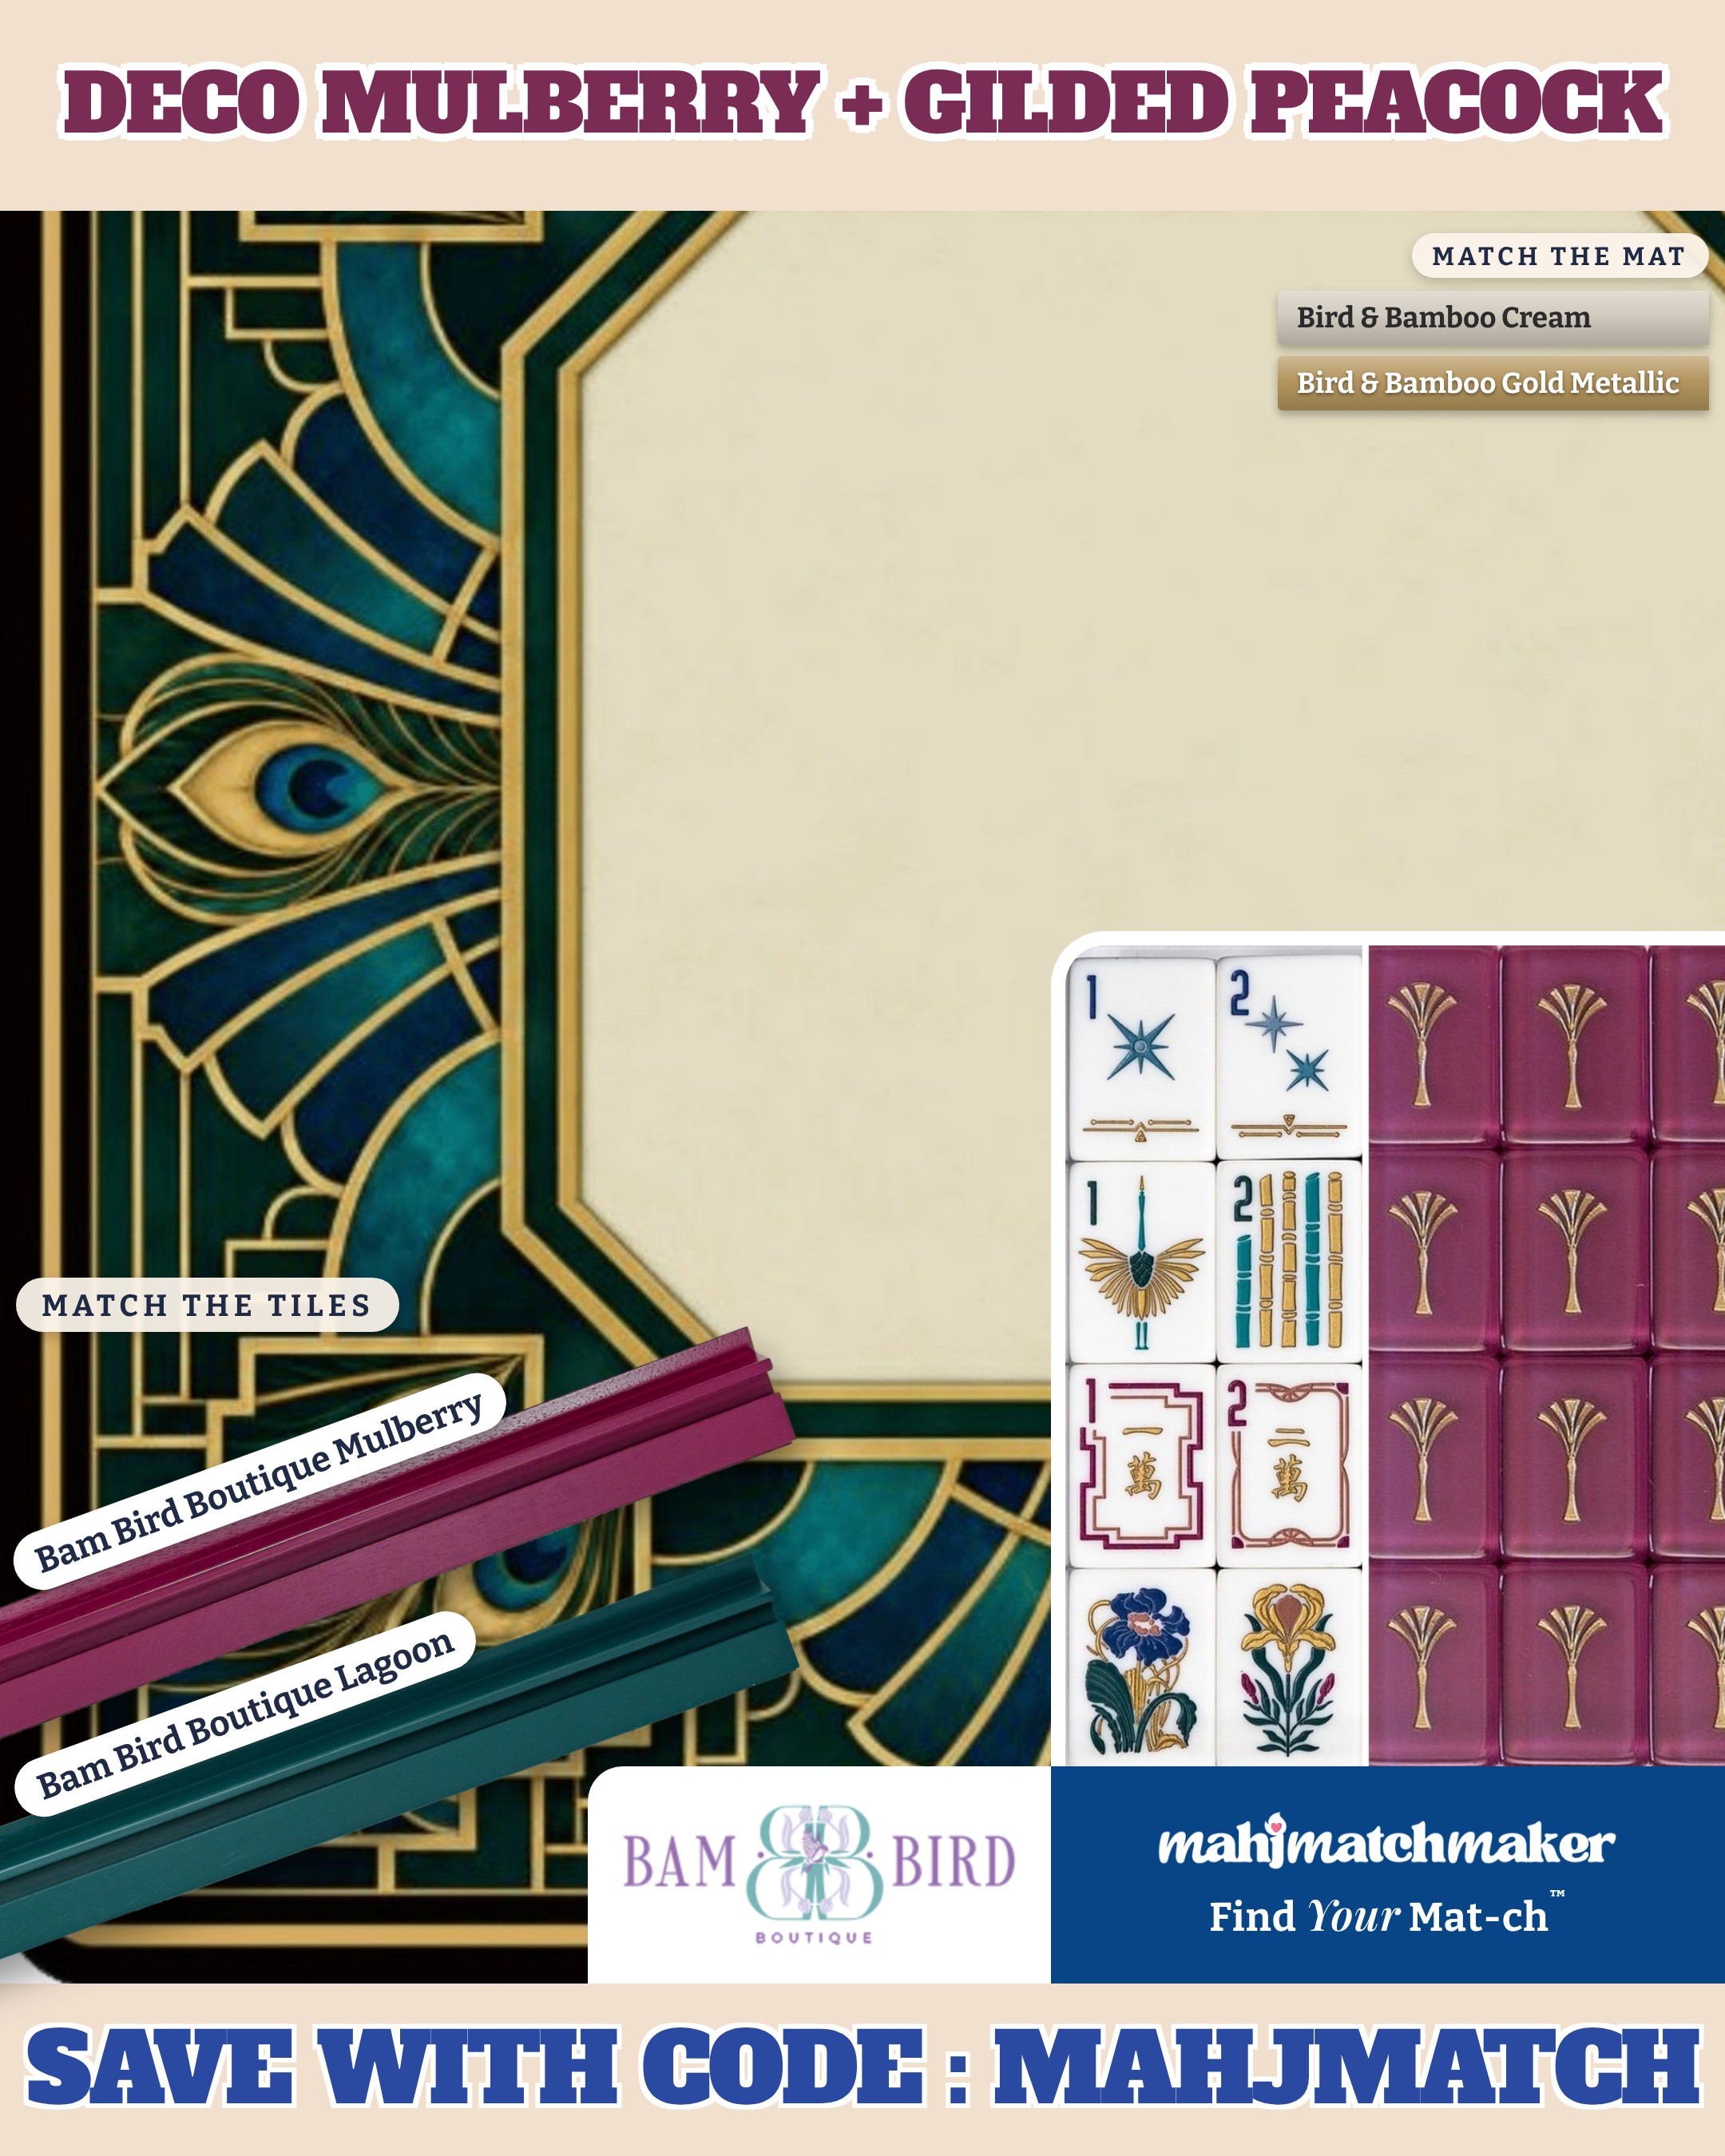 DECO MULBERRY + GILDED PEACOCK
MATCH THE MAT
Bird & Bamboo Cream
Bird & Bamboo Gold Metallic
1
2
1
2
1
一
萬
2
二
萬
MATCH THE TILES
Bam Bird Boutique Mulberry
Bam Bird Boutique Lagoon
BAM BIRD
BOUTIQUE
mahjmatchmaker
Find Your Mat-ch™
SAVE WITH CODE : MAHJMATCH